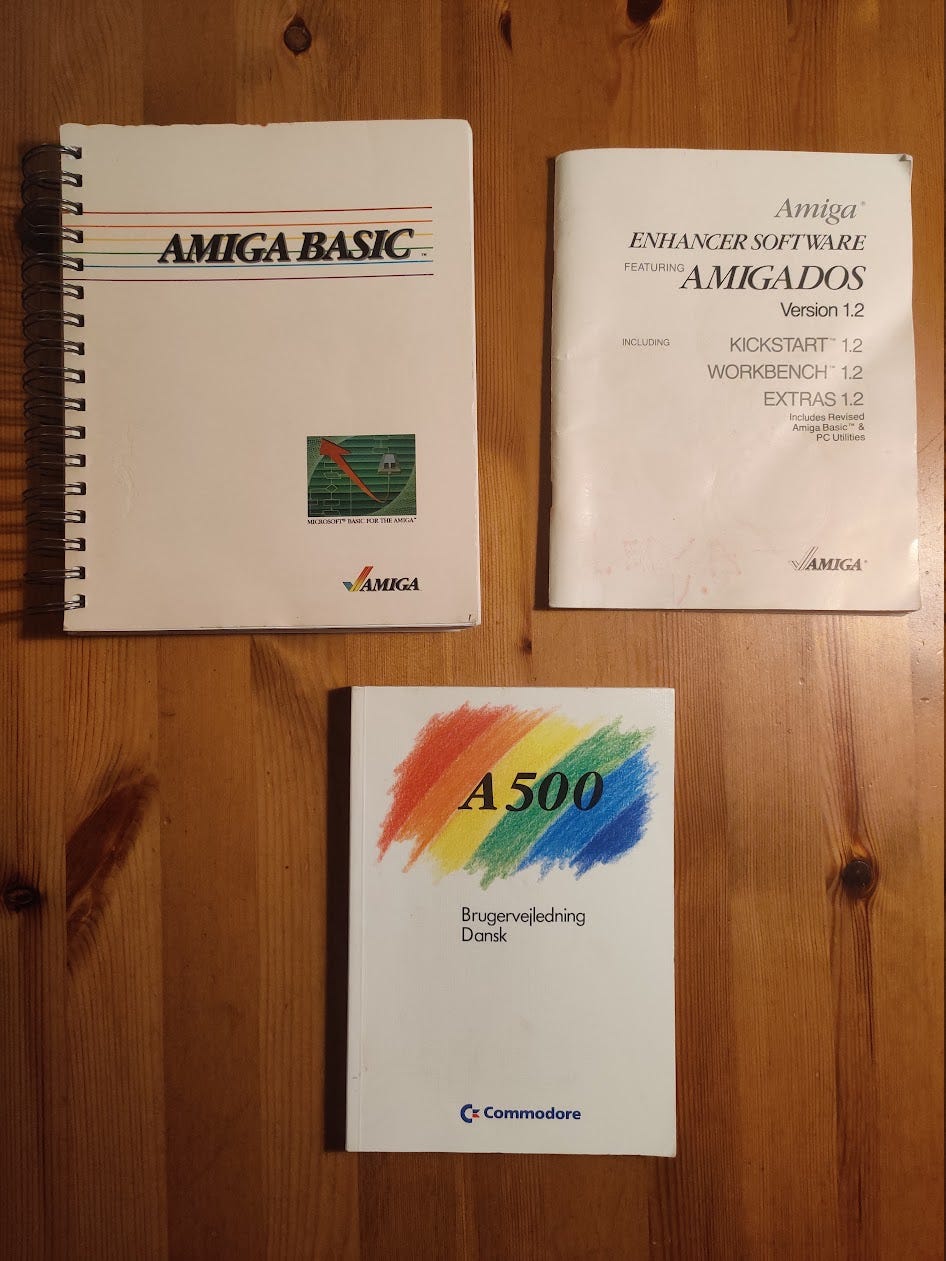 AMIGA BASIC™
MICROSOFT® BASIC FOR THE AMIGA™
AMIGA
Amiga®
ENHANCER SOFTWARE
FEATURING AMIGADOS
Version 1.2
INCLUDING KICKSTART™ 1.2
WORKBENCH™ 1.2
EXTRAS 1.2
Includes Revised
Amiga Basic™ &
PC Utilities
AMIGA®
A500
Brugervejledning
Dansk
Commodore